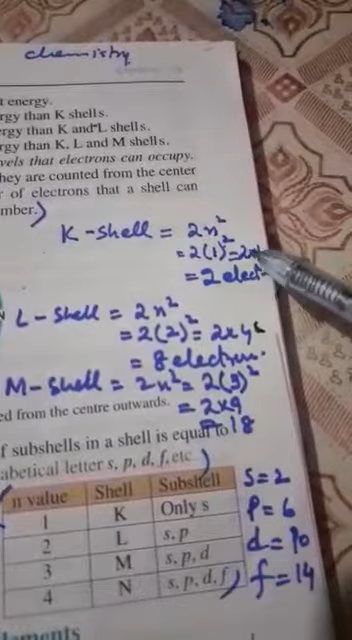 chemistry
t energy.
rgy than K shells.
ergy than K and L shells.
rgy than K, L and M shells.
vels that electrons can occupy.
hey are counted from the center
r of electrons that a shell can
mber.)
K-shell = 2n²
= 2(1)² = 2x1
= 2 elect
L-shell = 2n²
= 2(2)² = 2x4
= 8 electron.
M-shell = 2n² = 2(3)²
ed from the centre outwards.
= 2x9
= 18
f subshells in a shell is equal to
abetical letter s, p, d, f, etc )
n value Shell Subshell
1 K Only s
2 L s, p
3 M s, p, d
4 N s, p, d, f )
s = 2
p = 6
d = 10
f = 14
lements